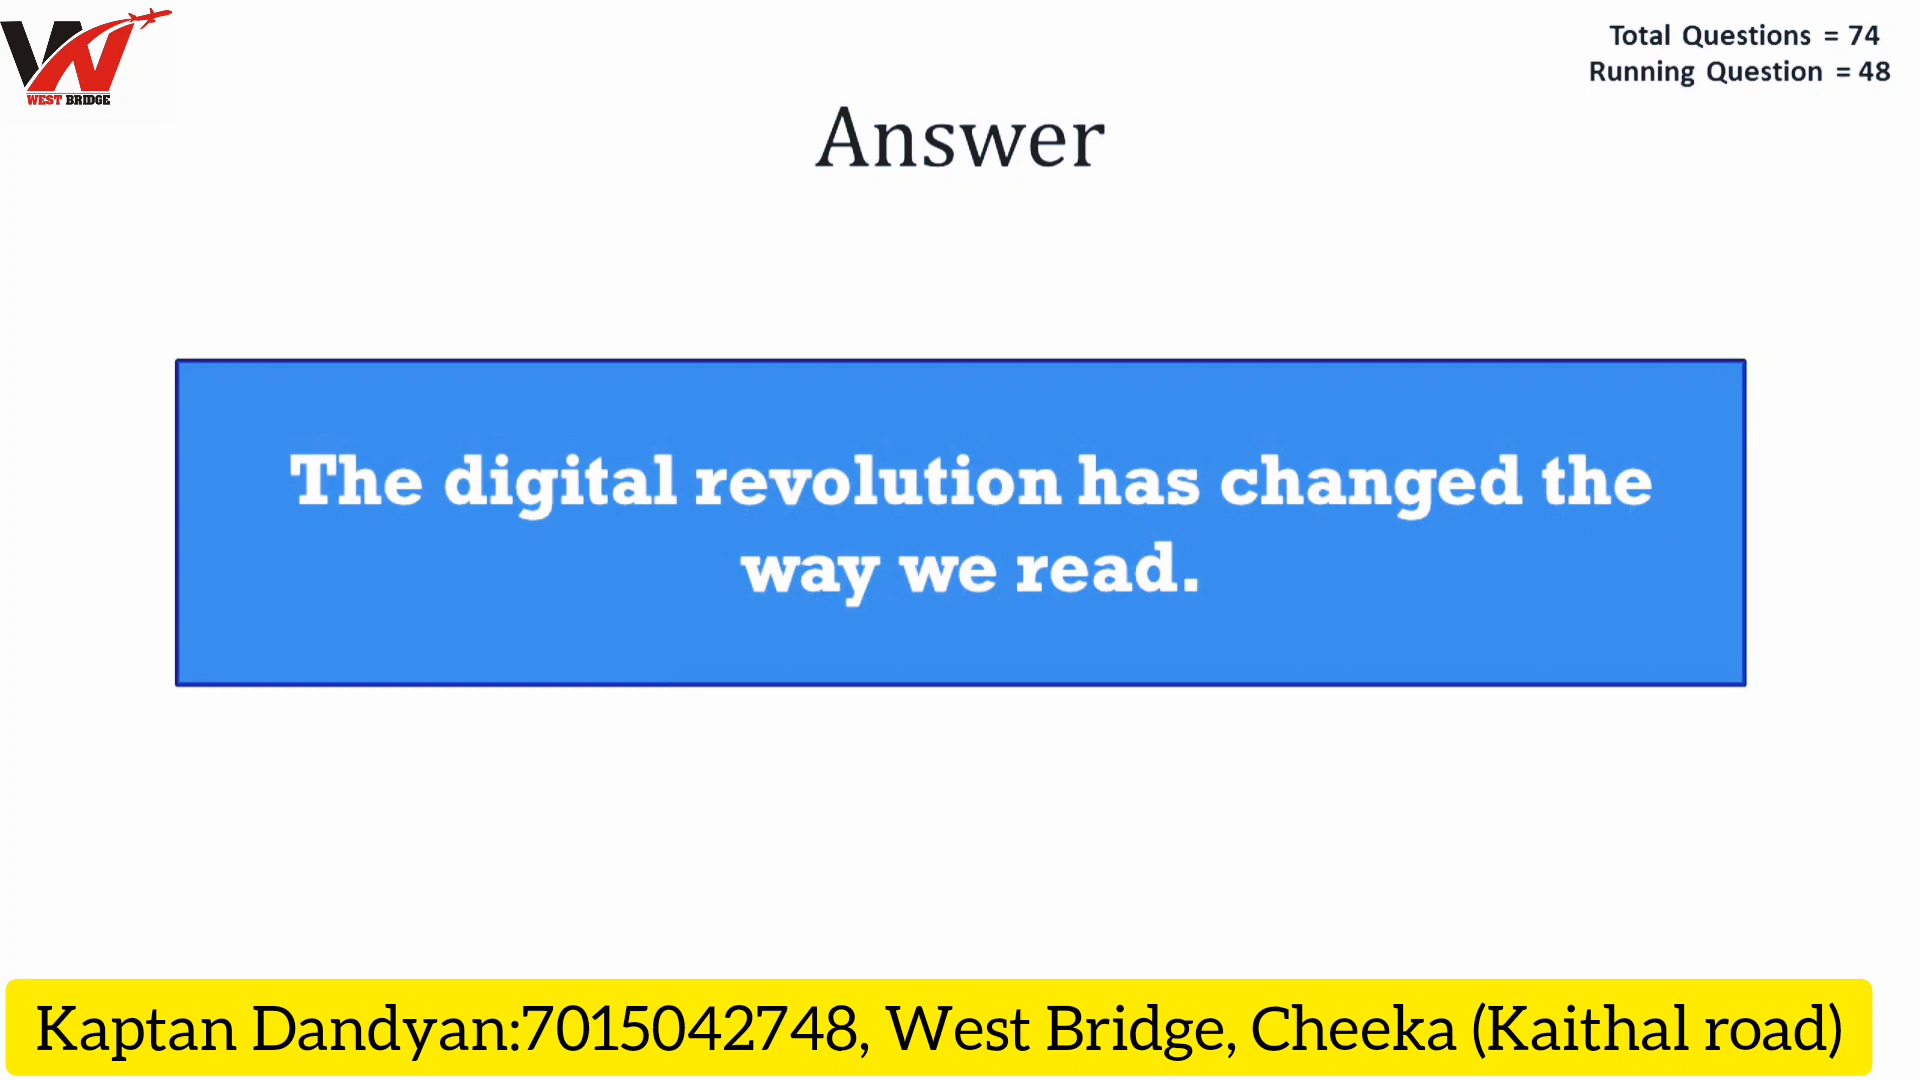 WEST BRIDGE
Total Questions = 74
Running Question = 48
Answer
The digital revolution has changed the
way we read.
Kaptan Dandyan:7015042748, West Bridge, Cheeka (Kaithal road)